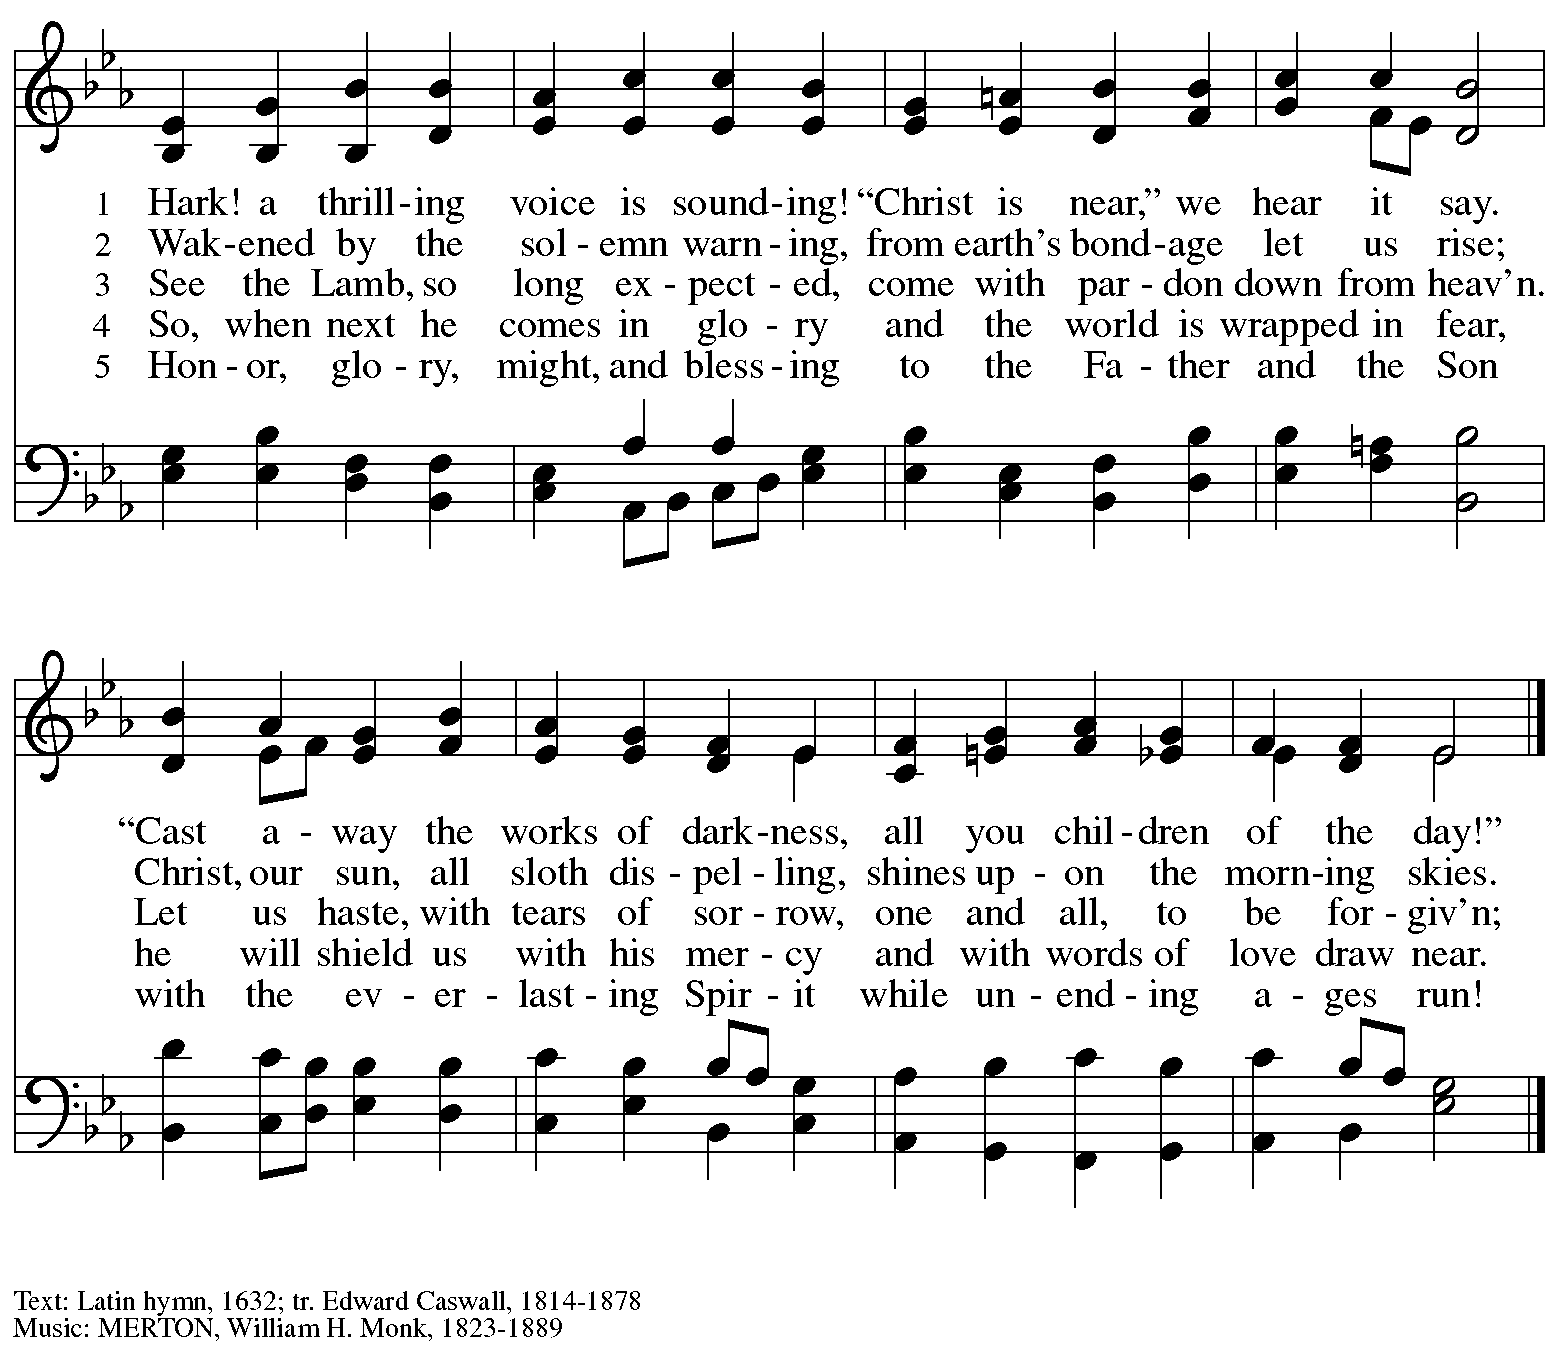 1 Hark! a thrill-ing voice is sound-ing! “Christ is near,” we hear it say.
2 Wak-ened by the sol-emn warn-ing, from earth’s bond-age let us rise;
3 See the Lamb, so long ex-pect-ed, come with par-don down from heav’n.
4 So, when next he comes in glo-ry and the world is wrapped in fear,
5 Hon-or, glo-ry, might, and bless-ing to the Fa-ther and the Son
“Cast a-way the works of dark-ness, all you chil-dren of the day!”
Christ, our sun, all sloth dis-pel-ling, shines up-on the morn-ing skies.
Let us haste, with tears of sor-row, one and all, to be for-giv’n;
he will shield us with his mer-cy and with words of love draw near.
with the ev-er-last-ing Spir-it while un-end-ing a-ges run!
Text: Latin hymn, 1632; tr. Edward Caswall, 1814-1878
Music: MERTON, William H. Monk, 1823-1889